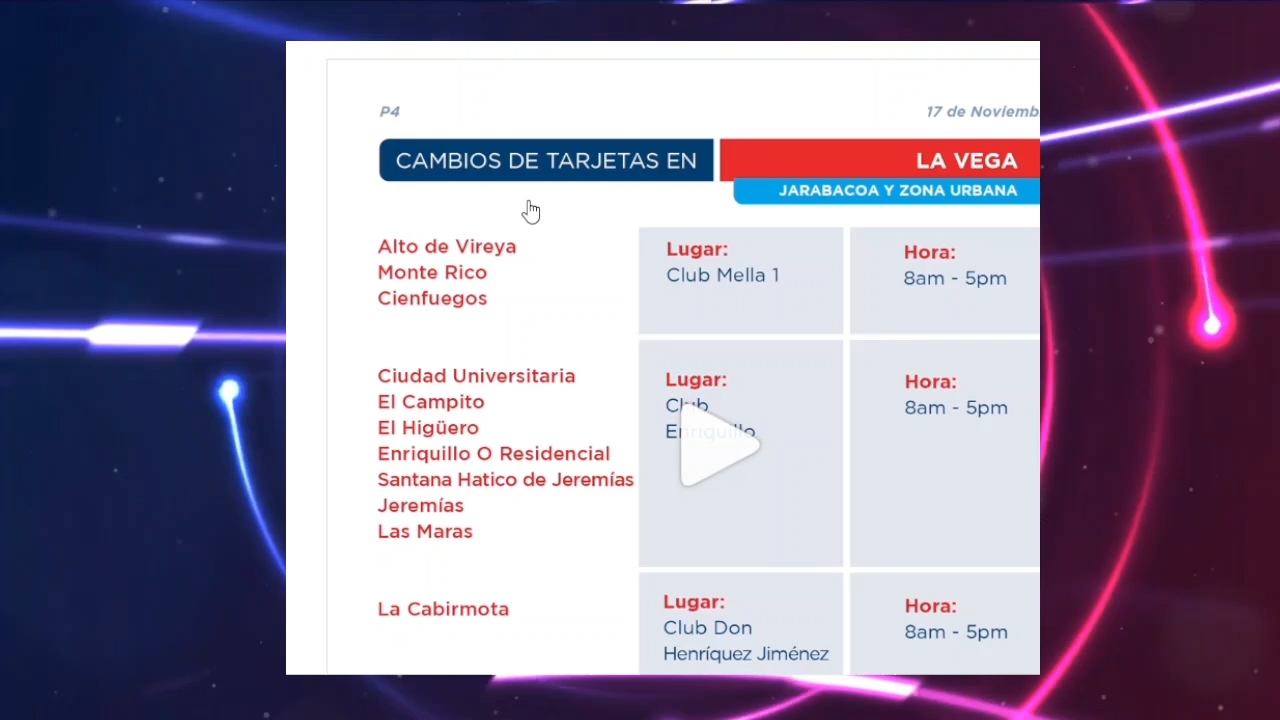 P4
17 de Noviemb
CAMBIOS DE TARJETAS EN
LA VEGA
JARABACOA Y ZONA URBANA
Alto de Vireya
Monte Rico
Cienfuegos
Lugar:
Club Mella 1
Hora:
8am - 5pm
Ciudad Universitaria
El Campito
El Higüero
Enriquillo O Residencial
Santana Hatico de Jeremías
Jeremías
Las Maras
Lugar:
Club
Enriquillo
Hora:
8am - 5pm
La Cabirmota
Lugar:
Club Don
Henríquez Jiménez
Hora:
8am - 5pm